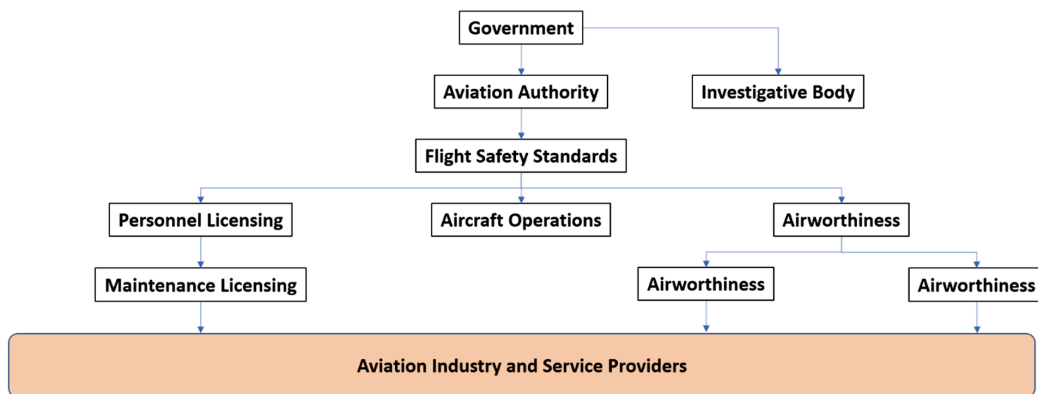 Government
Aviation Authority
Investigative Body
Flight Safety Standards
Personnel Licensing
Aircraft Operations
Airworthiness
Maintenance Licensing
Airworthiness
Airworthiness
Aviation Industry and Service Providers